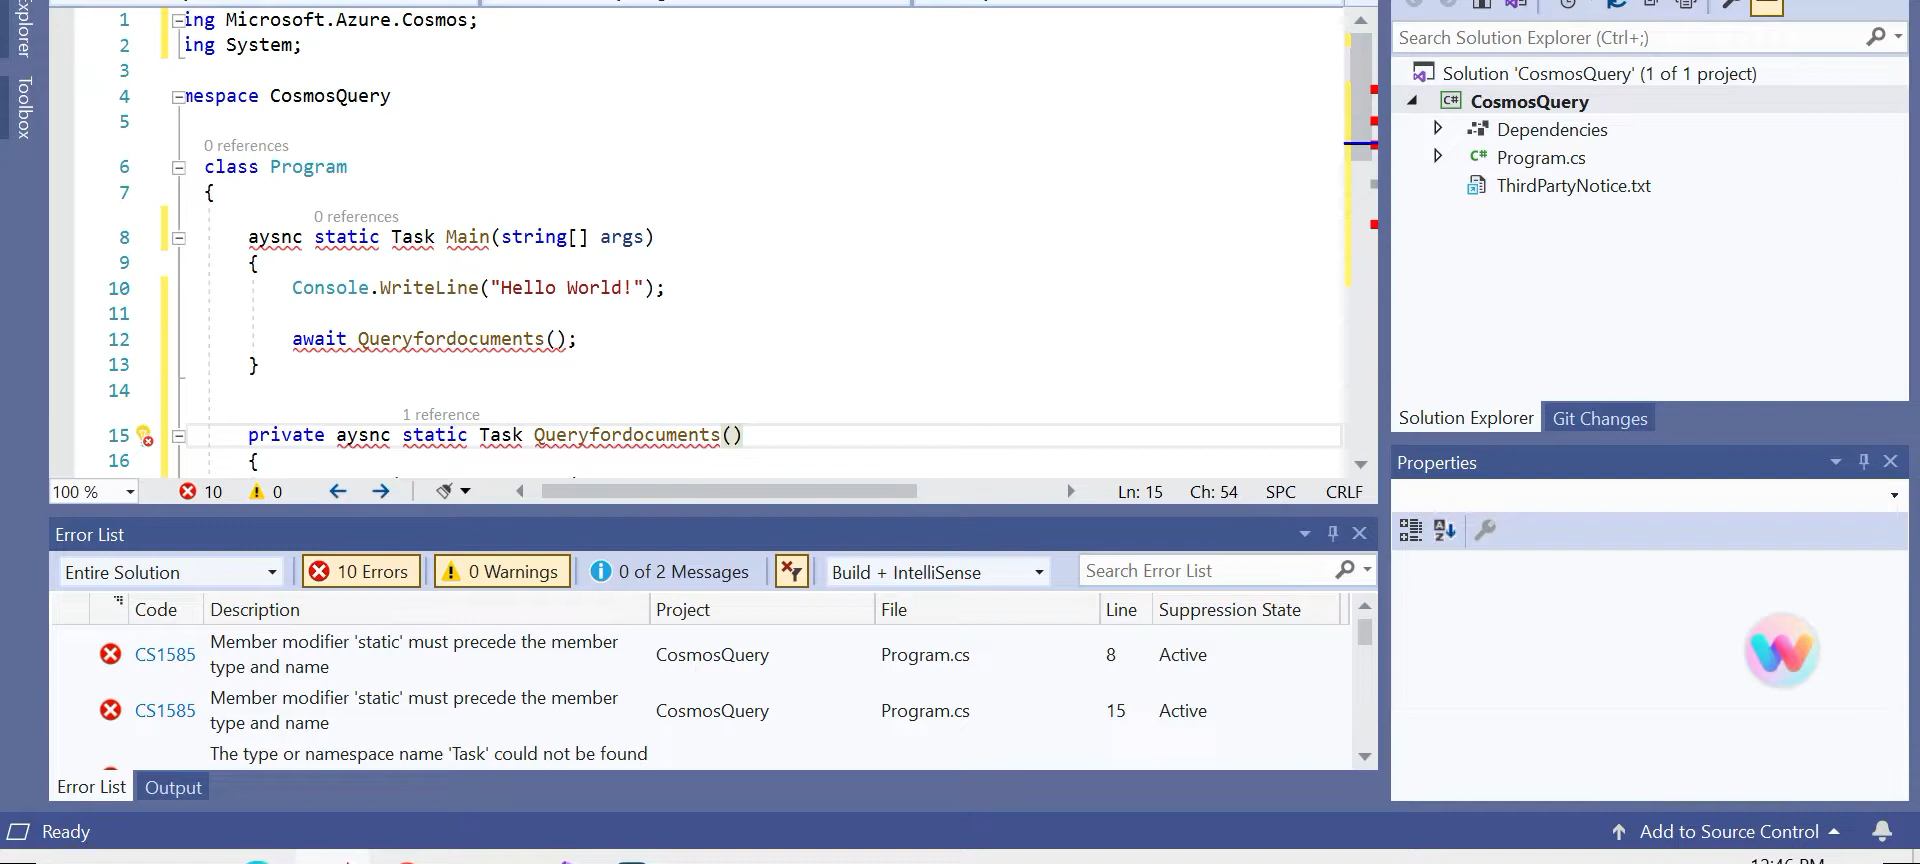 Explorer
Toolbox
1 ing Microsoft.Azure.Cosmos;
2 ing System;
3
4 mespace CosmosQuery
5
0 references
6 class Program
7 {
0 references
8 aysnc static Task Main(string[] args)
9 {
10 Console.WriteLine("Hello World!");
11
12 await Queryfordocuments();
13 }
14
1 reference
15 private aysnc static Task Queryfordocuments()
16 {
100 % 10 0 Ln: 15 Ch: 54 SPC CRLF
Error List
Entire Solution 10 Errors 0 Warnings 0 of 2 Messages Build + IntelliSense Search Error List
Code Description Project File Line Suppression State
CS1585 Member modifier 'static' must precede the member type and name CosmosQuery Program.cs 8 Active
CS1585 Member modifier 'static' must precede the member type and name CosmosQuery Program.cs 15 Active
The type or namespace name 'Task' could not be found
Error List Output
Search Solution Explorer (Ctrl+;)
Solution 'CosmosQuery' (1 of 1 project)
C# CosmosQuery
Dependencies
C# Program.cs
ThirdPartyNotice.txt
Solution Explorer Git Changes
Properties
Ready Add to Source Control